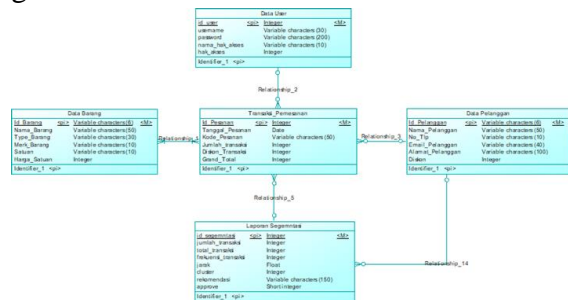 Data User
id_user <pi> Integer <M>
username Variable characters (30)
password Variable characters (200)
nama_hak_akses Variable characters (10)
hak_akses Integer
Identifier_1 <pi>
Relationship_2
Data Barang
Id_Barang <pi> Variable characters (6) <M>
Nama_Barang Variable characters (50)
Type_Barang Variable characters (30)
Merk_Barang Variable characters (10)
Satuan Variable characters (10)
Harga_Satuan Integer
Identifier_1 <pi>
Transaksi_Pemesanan
Id_Pesanan <pi> Integer <M>
Tanggal_Pesanan Date
Kode_Pesanan Variable characters (50)
Jumlah_transaksi Integer
Diskon_Transaksi Integer
Grand_Total Integer
Identifier_1 <pi>
Relationship_3
Data Pelanggan
Id_Pelanggan <pi> Variable characters (6) <M>
Nama_Pelanggan Variable characters (50)
No_Tlp Variable characters (10)
Email_Pelanggan Variable characters (40)
Alamat_Pelanggan Variable characters (100)
Diskon Integer
Identifier_1 <pi>
Relationship_5
Laporan Segemntasi
id_segemntasi <pi> Integer <M>
jumlah_transaksi Integer
total_transaksi Integer
frekuensi_transaksi Integer
jarak Float
cluster Integer
rekomendasi Variable characters (150)
approve Short integer
Identifier_1 <pi>
Relationship_14